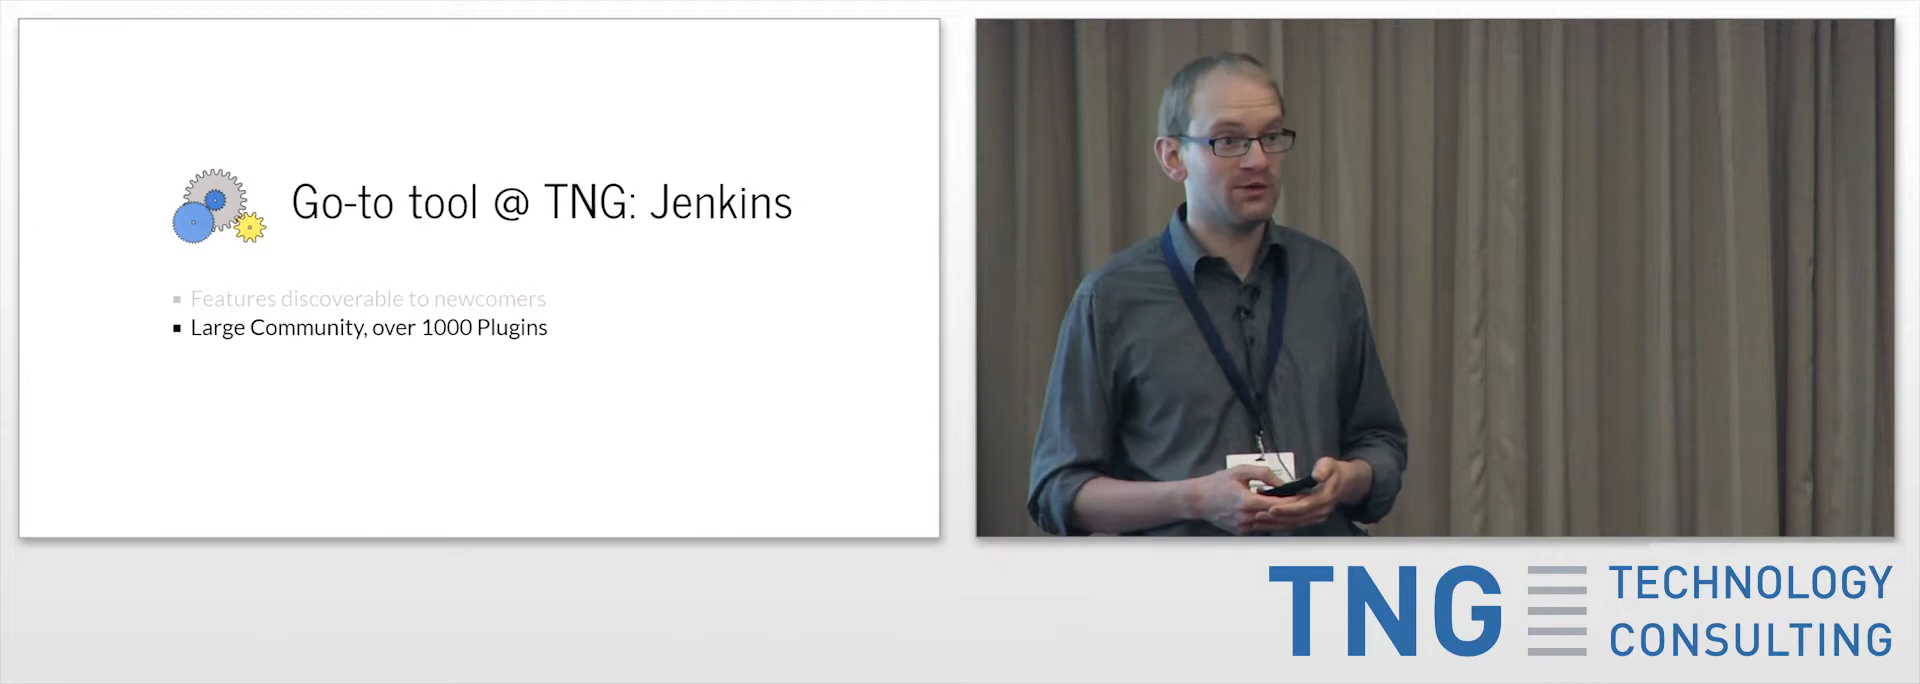 Go-to tool @ TNG: Jenkins
Features discoverable to newcomers
Large Community, over 1000 Plugins
TNG TECHNOLOGY
CONSULTING